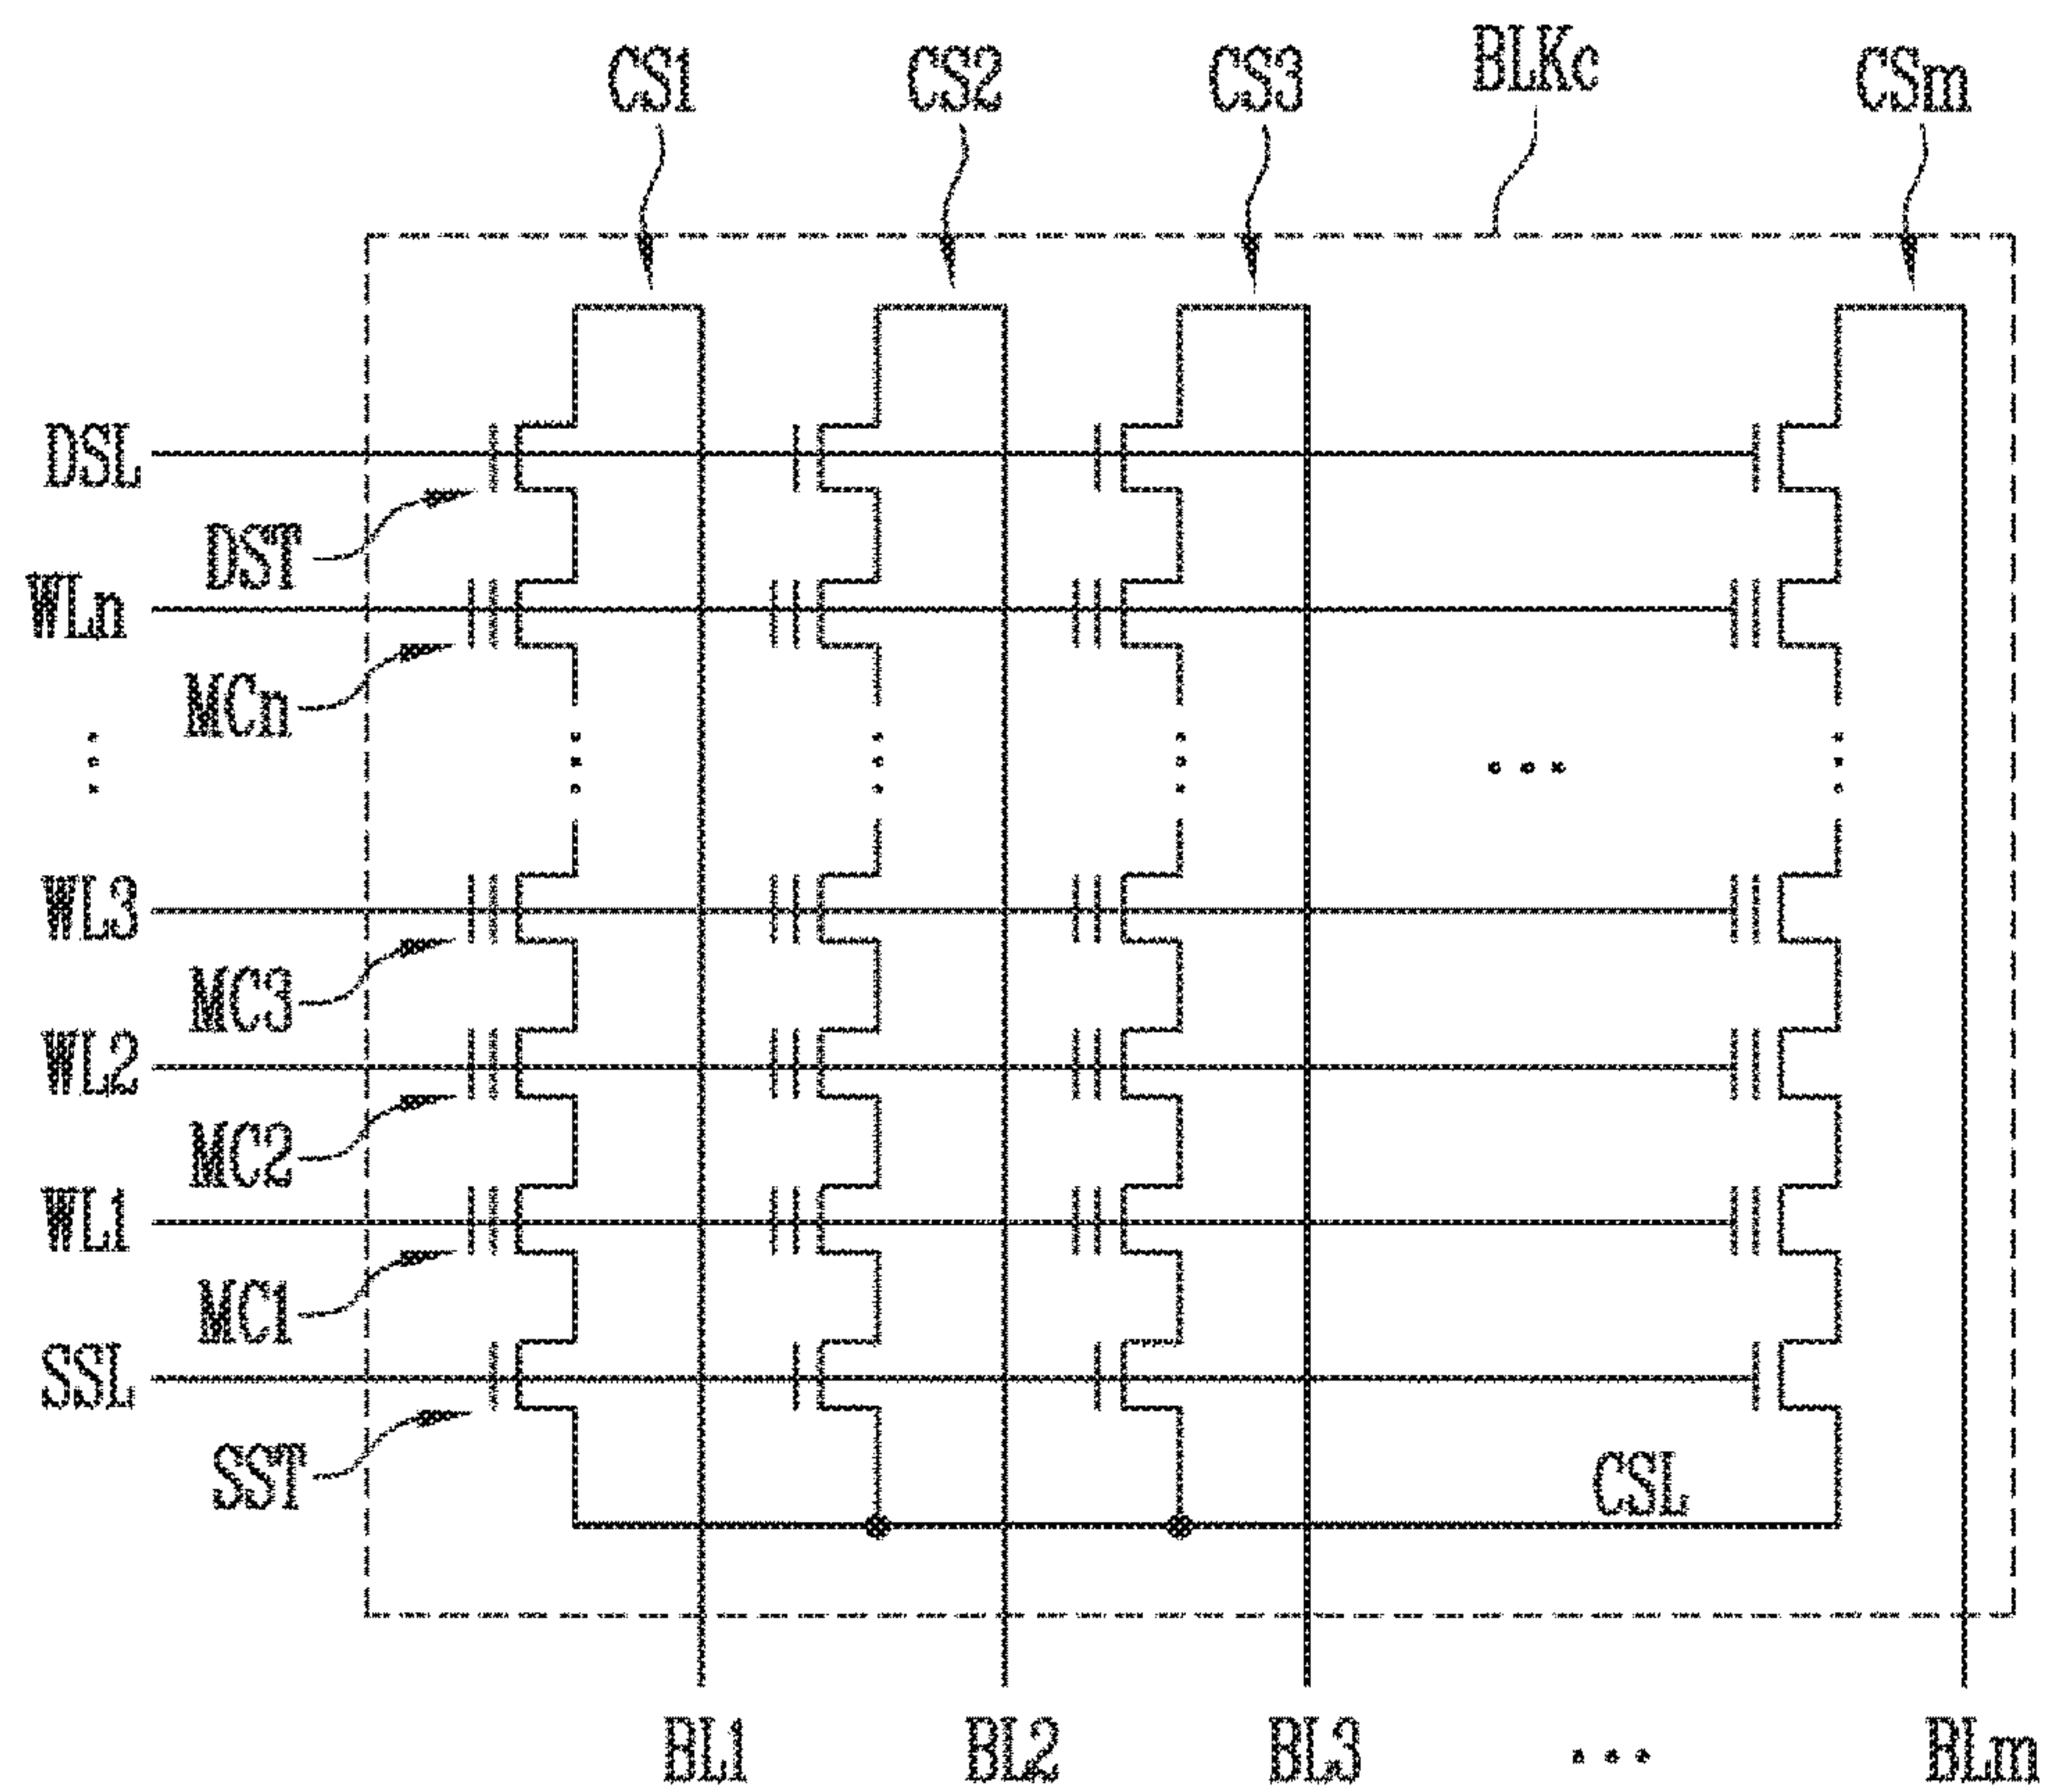 CS1 CS2 CS3 BLKc CSm
DSL
DST
WLn
MCn
WL3
MC3
WL2
MC2
WL1
MC1
SSL
SST
CSL
BL1 BL2 BL3 ... BLm